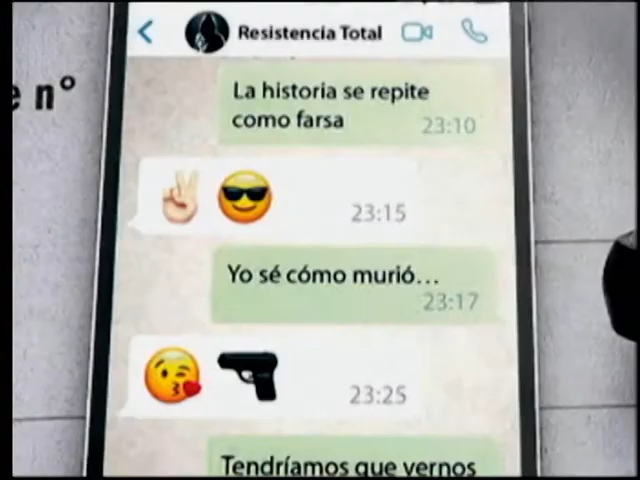 Resistencia Total
e nº
La historia se repite
como farsa
23:10
✌🏻 😎
23:15
Yo sé cómo murió...
23:17
😘 🔫
23:25
Tendríamos que vernos